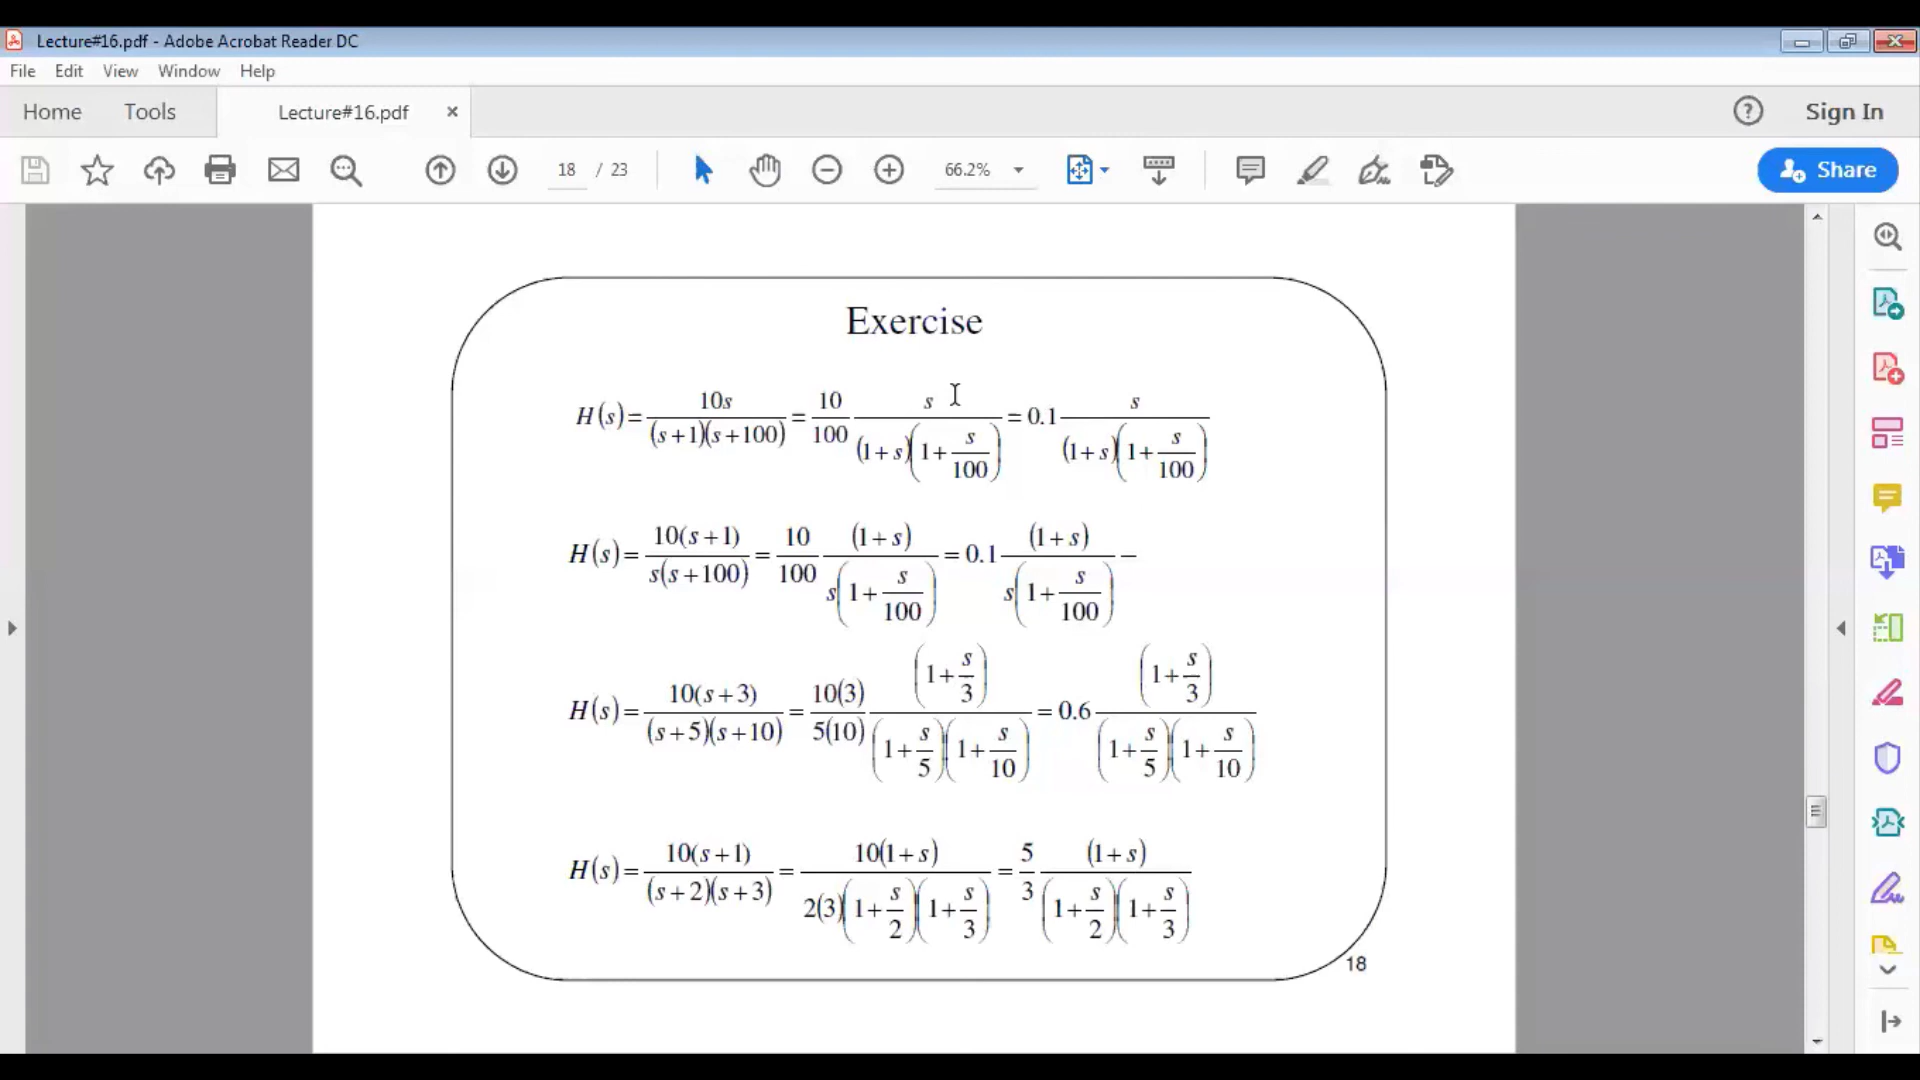 Lecture#16.pdf - Adobe Acrobat Reader DC
File Edit View Window Help
Home Tools Lecture#16.pdf × ? Sign In
18 / 23 66.2% Share
Exercise
H(s) = 10s / (s+1)(s+100) = 10/100 s / (1+s)(1+s/100) = 0.1 s / (1+s)(1+s/100)
H(s) = 10(s+1) / s(s+100) = 10/100 (1+s) / s(1+s/100) = 0.1 (1+s) / s(1+s/100) –
H(s) = 10(s+3) / (s+5)(s+10) = 10(3)/5(10) (1+s/3) / (1+s/5)(1+s/10) = 0.6 (1+s/3) / (1+s/5)(1+s/10)
H(s) = 10(s+1) / (s+2)(s+3) = 10(1+s) / 2(3)(1+s/2)(1+s/3) = 5/3 (1+s) / (1+s/2)(1+s/3)
18